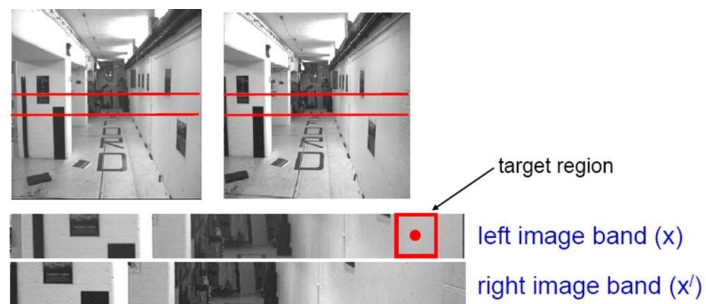 target region
left image band (x)
right image band (x/)